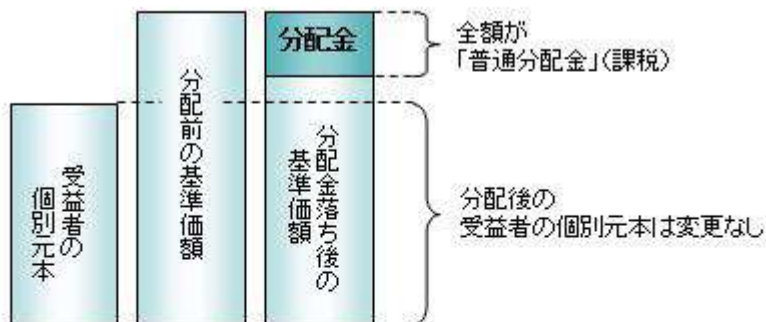 受益者の
個別元本
分配前の基準価額
分配金
分配金落ち後の
基準価額
全額が
「普通分配金」(課税)
分配後の
受益者の個別元本は変更なし